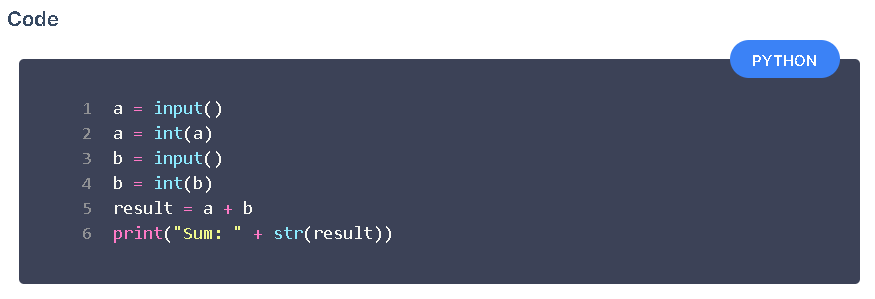 Code
PYTHON
1 a = input()
2 a = int(a)
3 b = input()
4 b = int(b)
5 result = a + b
6 print("Sum: " + str(result))